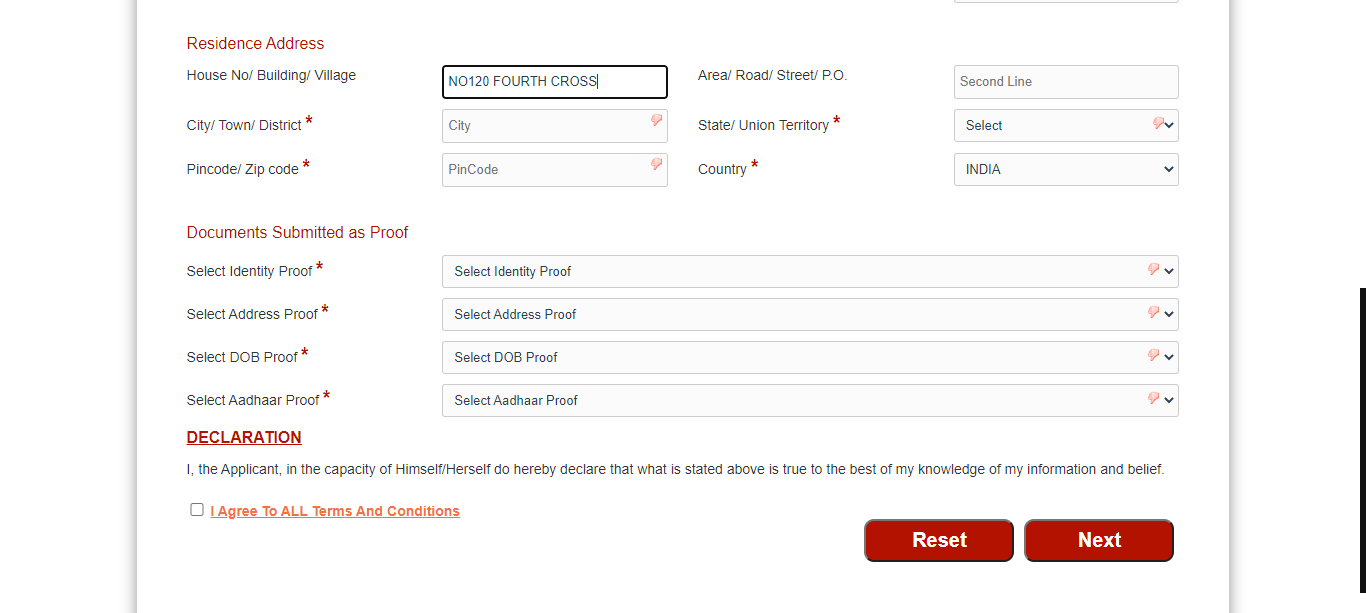 Residence Address
House No/ Building/ Village NO120 FOURTH CROSS Area/ Road/ Street/ P.O. Second Line
City/ Town/ District * City State/ Union Territory * Select
Pincode/ Zip code * PinCode Country * INDIA
Documents Submitted as Proof
Select Identity Proof * Select Identity Proof
Select Address Proof * Select Address Proof
Select DOB Proof * Select DOB Proof
Select Aadhaar Proof * Select Aadhaar Proof
DECLARATION
I, the Applicant, in the capacity of Himself/Herself do hereby declare that what is stated above is true to the best of my knowledge of my information and belief.
I Agree To ALL Terms And Conditions
Reset Next